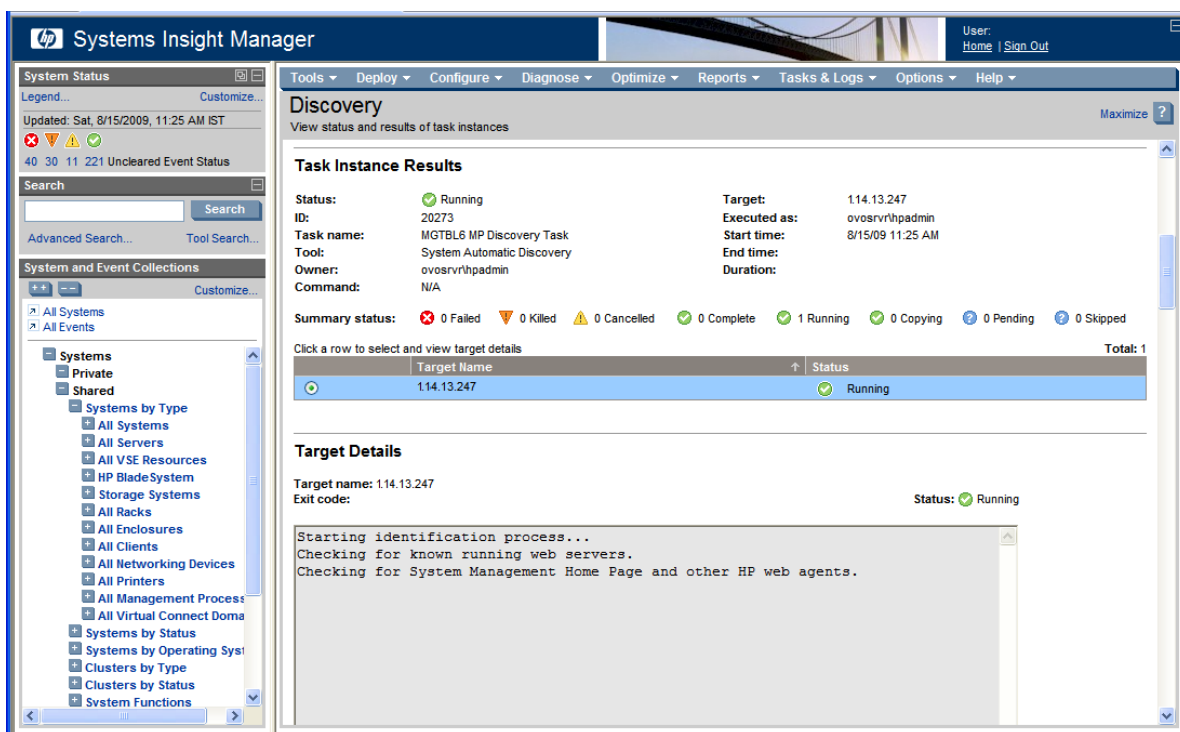 hp Systems Insight Manager
User:
Home | Sign Out
System Status
Legend... Customize...
Updated: Sat, 8/15/2009, 11:25 AM IST
40 30 11 221 Uncleared Event Status
Search
Search
Advanced Search... Tool Search...
System and Event Collections
Customize...
All Systems
All Events
Systems
Private
Shared
Systems by Type
All Systems
All Servers
All VSE Resources
HP BladeSystem
Storage Systems
All Racks
All Enclosures
All Clients
All Networking Devices
All Printers
All Management Process
All Virtual Connect Doma
Systems by Status
Systems by Operating Syst
Clusters by Type
Clusters by Status
System Functions
Tools Deploy Configure Diagnose Optimize Reports Tasks & Logs Options Help
Discovery
View status and results of task instances
Maximize ?
Task Instance Results
Status: Running
ID: 20273
Task name: MGTBL6 MP Discovery Task
Tool: System Automatic Discovery
Owner: ovosrvr\hpadmin
Command: N/A
Target: 1.14.13.247
Executed as: ovosrvr\hpadmin
Start time: 8/15/09 11:25 AM
End time:
Duration:
Summary status: 0 Failed 0 Killed 0 Cancelled 0 Complete 1 Running 0 Copying 0 Pending 0 Skipped
Click a row to select and view target details Total: 1
Target Name Status
1.14.13.247 Running
Target Details
Target name: 1.14.13.247
Exit code: Status: Running
Starting identification process...
Checking for known running web servers.
Checking for System Management Home Page and other HP web agents.